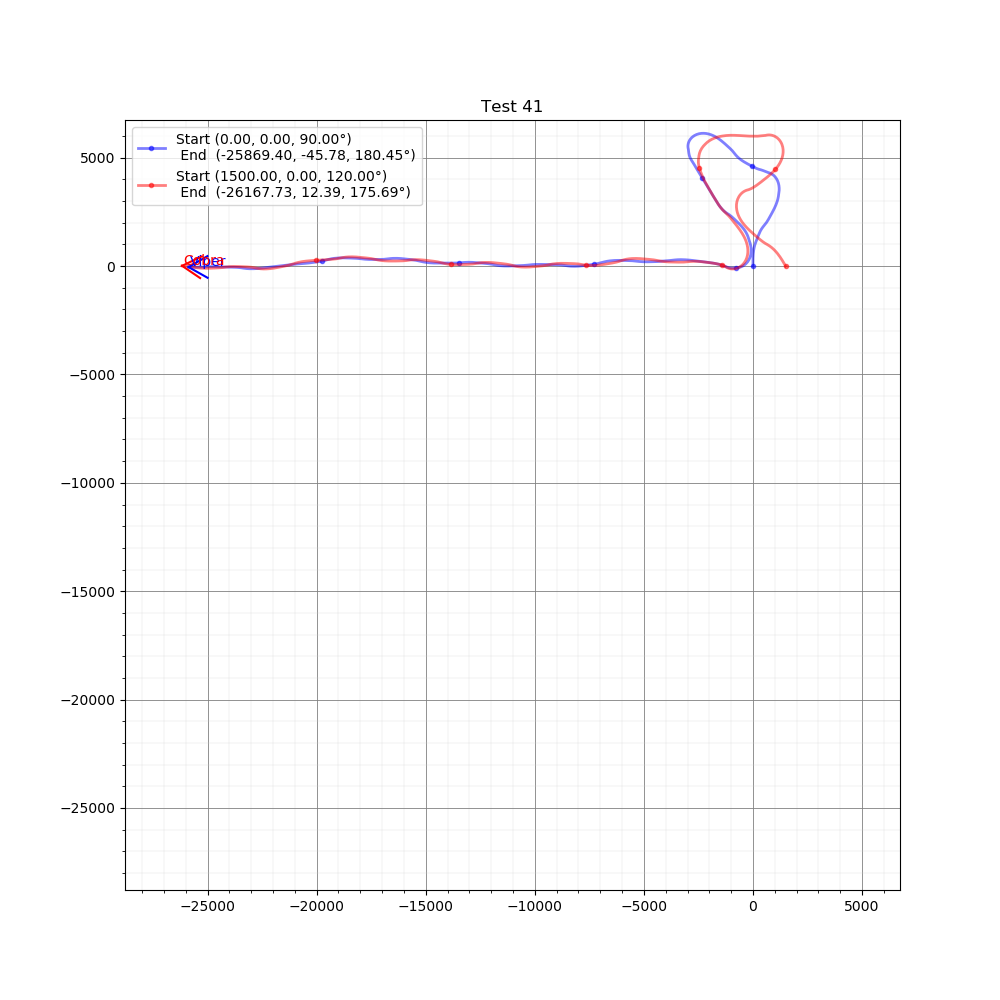 Test 41
Start (0.00, 0.00, 90.00°)
End (-25869.40, -45.78, 180.45°)
Start (1500.00, 0.00, 120.00°)
End (-26167.73, 12.39, 175.69°)
5000
0
−5000
−10000
−15000
−20000
−25000
−25000 −20000 −15000 −10000 −5000 0 5000